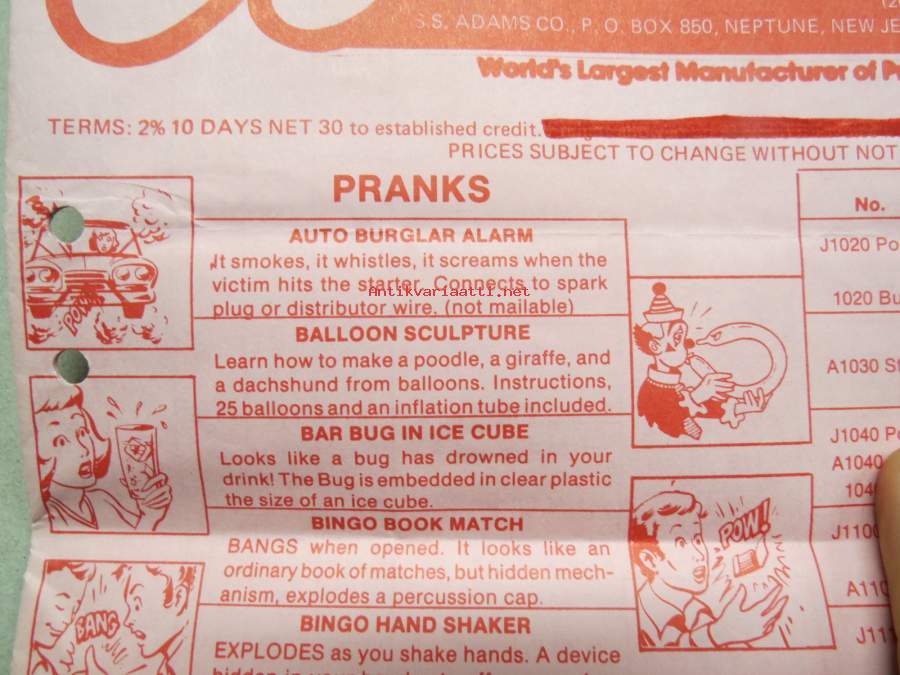 S.S. ADAMS CO., P. O. BOX 850, NEPTUNE, NEW
World's Largest Manufacturer of
TERMS: 2% 10 DAYS NET 30 to established credit.
PRICES SUBJECT TO CHANGE WITHOUT
PRANKS
No.
AUTO BURGLAR ALARM
It smokes, it whistles, it screams when the
victim hits the starter. Connects to spark
plug or distributor wire. (not mailable)
Antikvariaatti.net
POW!
J1020
1020
BALLOON SCULPTURE
Learn how to make a poodle, a giraffe, and
a dachshund from balloons. Instructions,
25 balloons and an inflation tube included.
A1030
BAR BUG IN ICE CUBE
Looks like a bug has drowned in your
drink! The Bug is embedded in clear plastic
the size of an ice cube.
J1040
A1040
BINGO BOOK MATCH
BANGS when opened. It looks like an
ordinary book of matches, but hidden mech-
anism, explodes a percussion cap.
POW!
BINGO HAND SHAKER
EXPLODES as you shake hands. A device
BANG